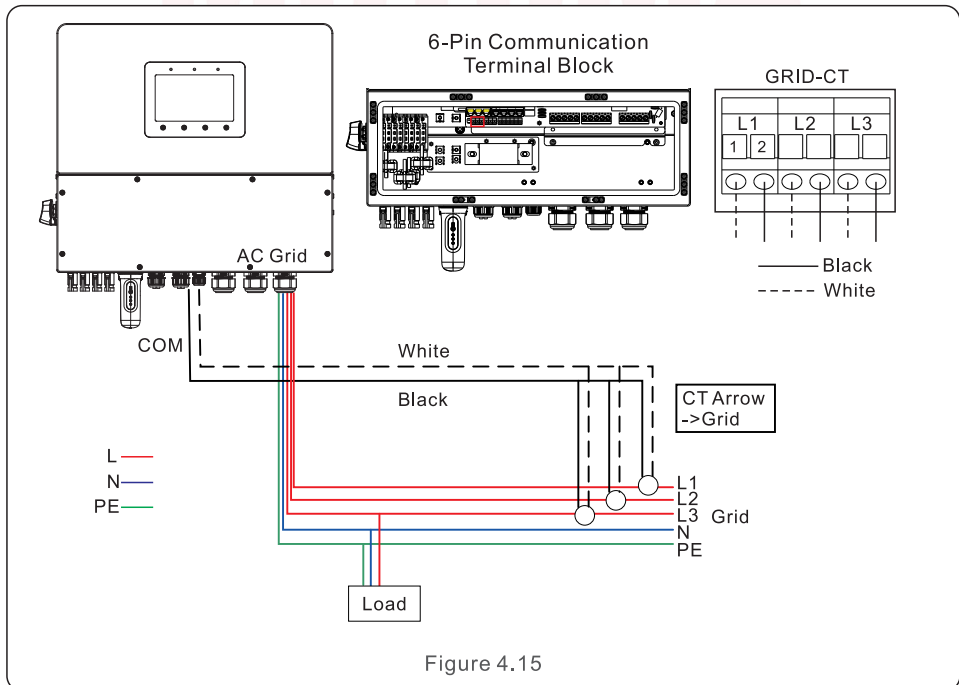 6-Pin Communication
Terminal Block
GRID-CT
L1 L2 L3
1 2
Black
White
AC Grid
COM
White
Black
CT Arrow
->Grid
L
N
PE
L1
L2
L3 Grid
N
PE
Load
Figure 4.15